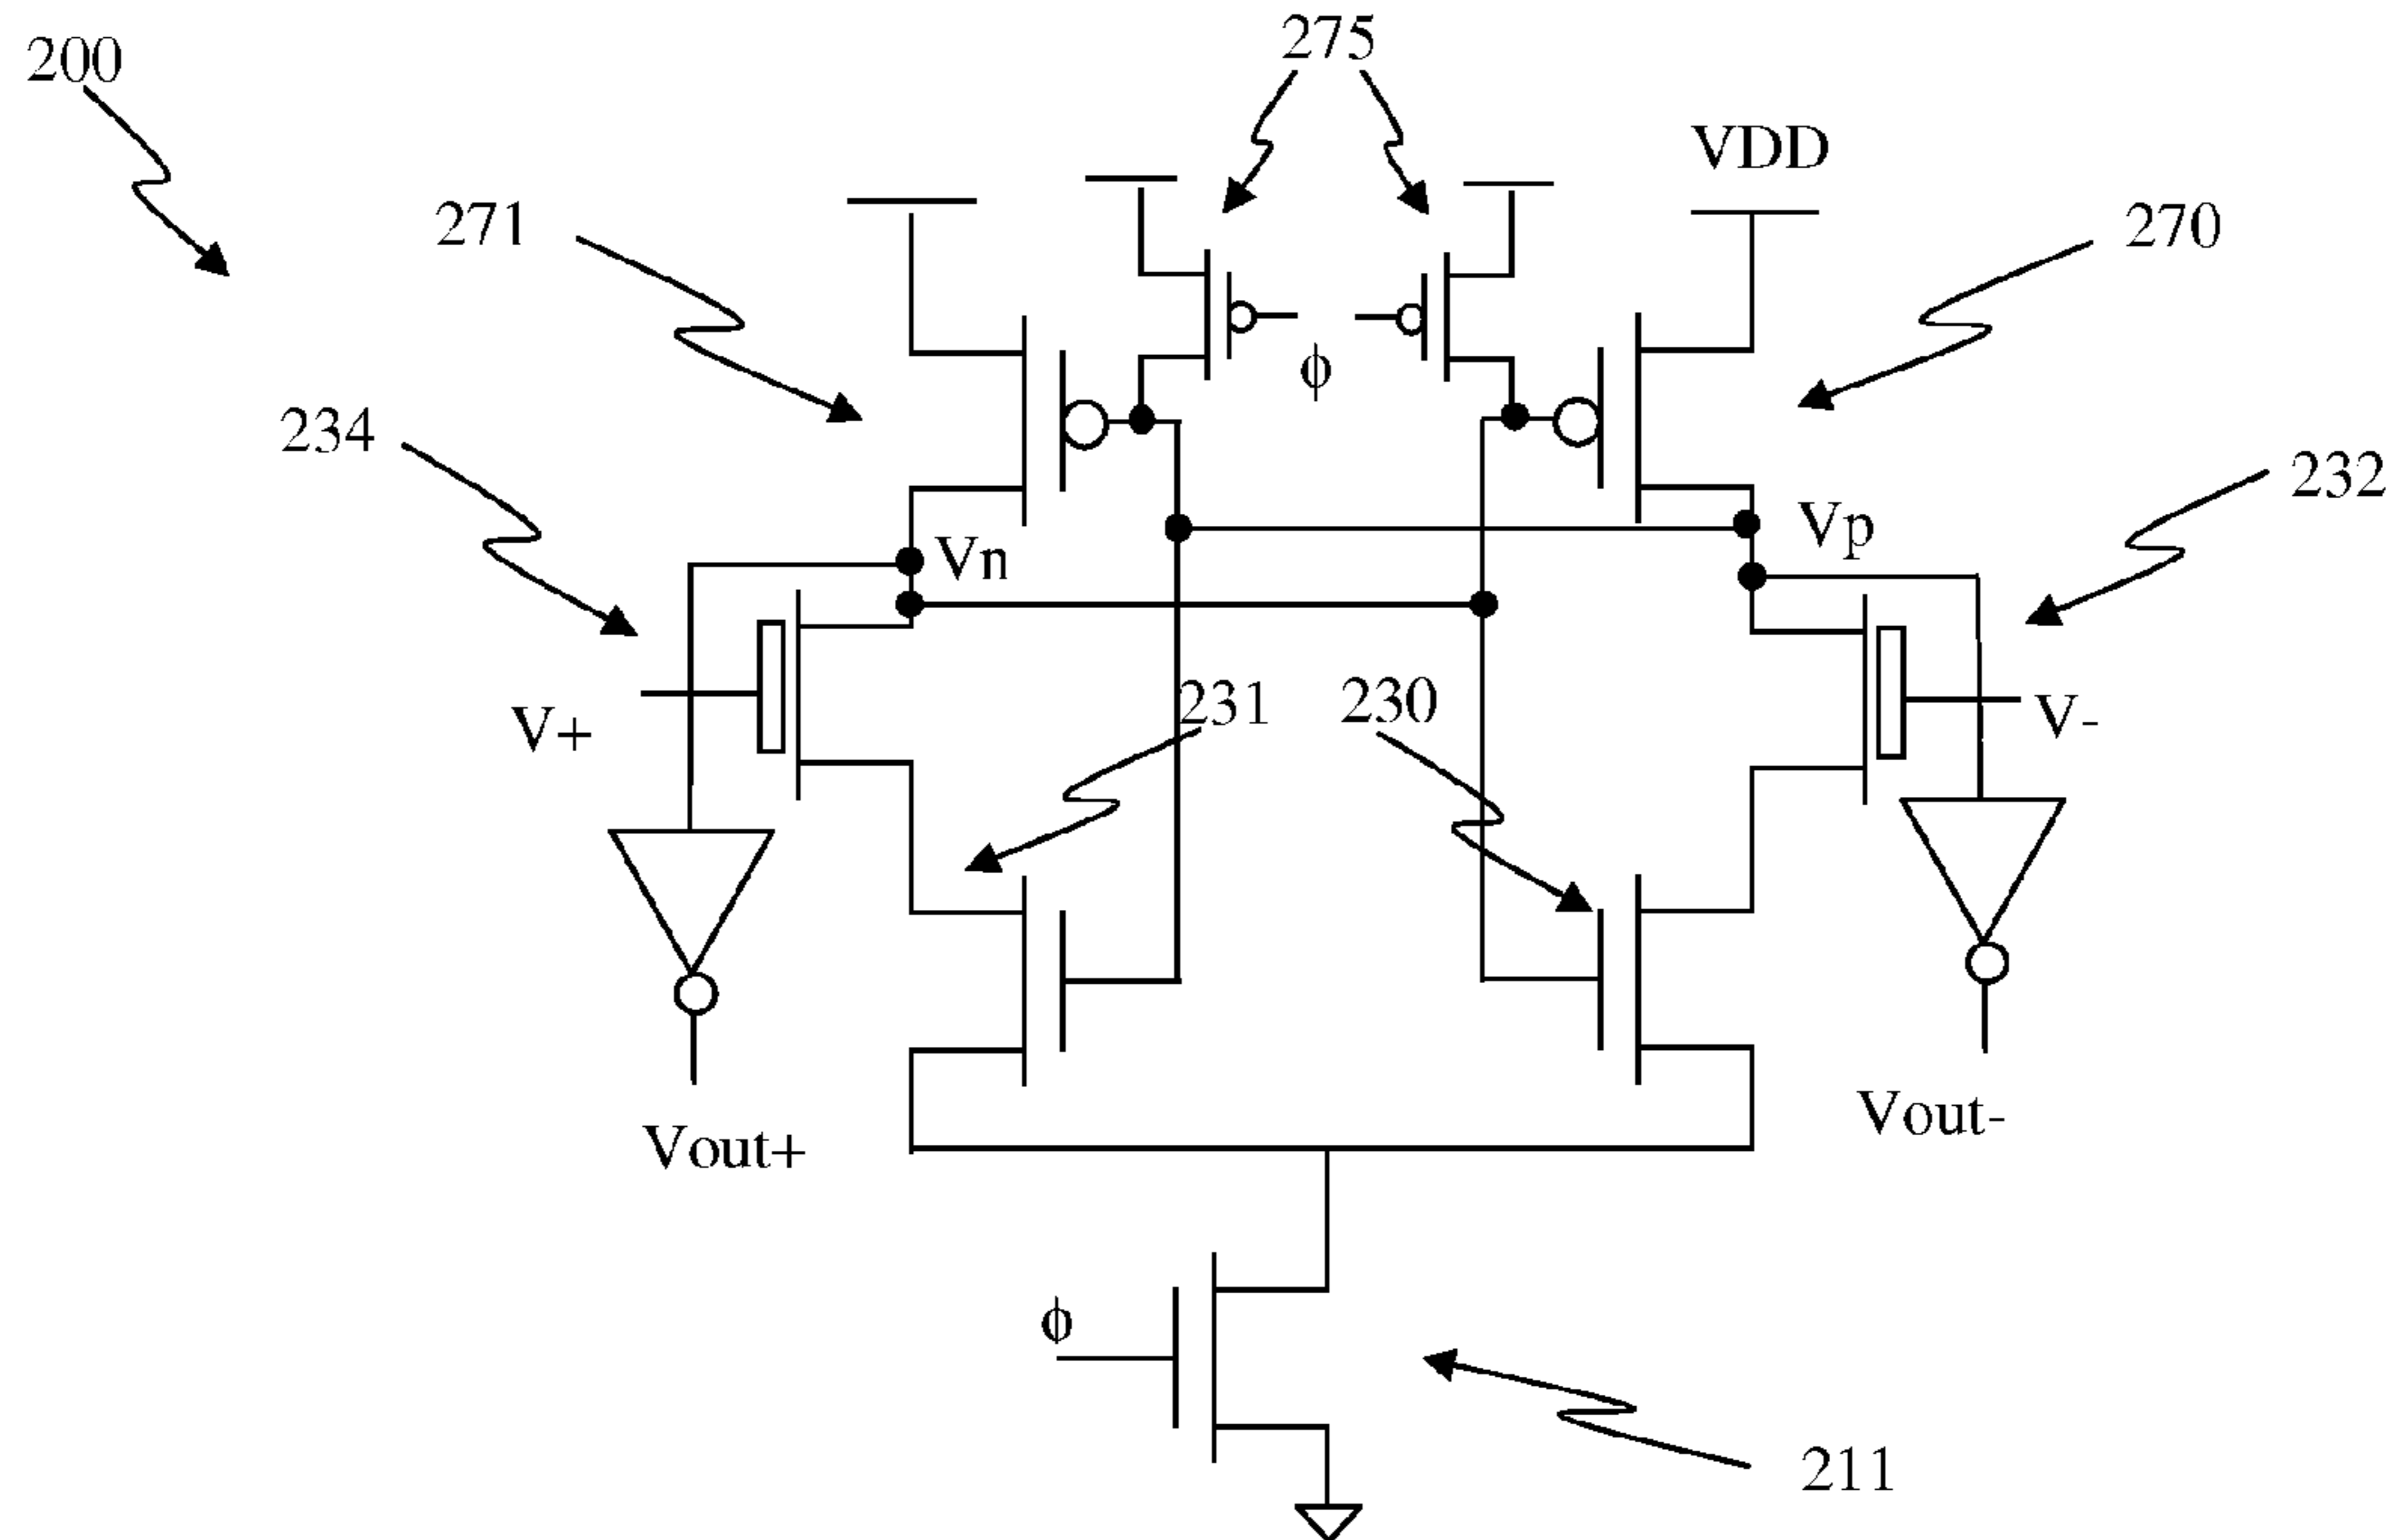 200
275
VDD
271
270
ϕ
234
232
Vn
Vp
231
230
V+
V-
Vout+
Vout-
ϕ
211